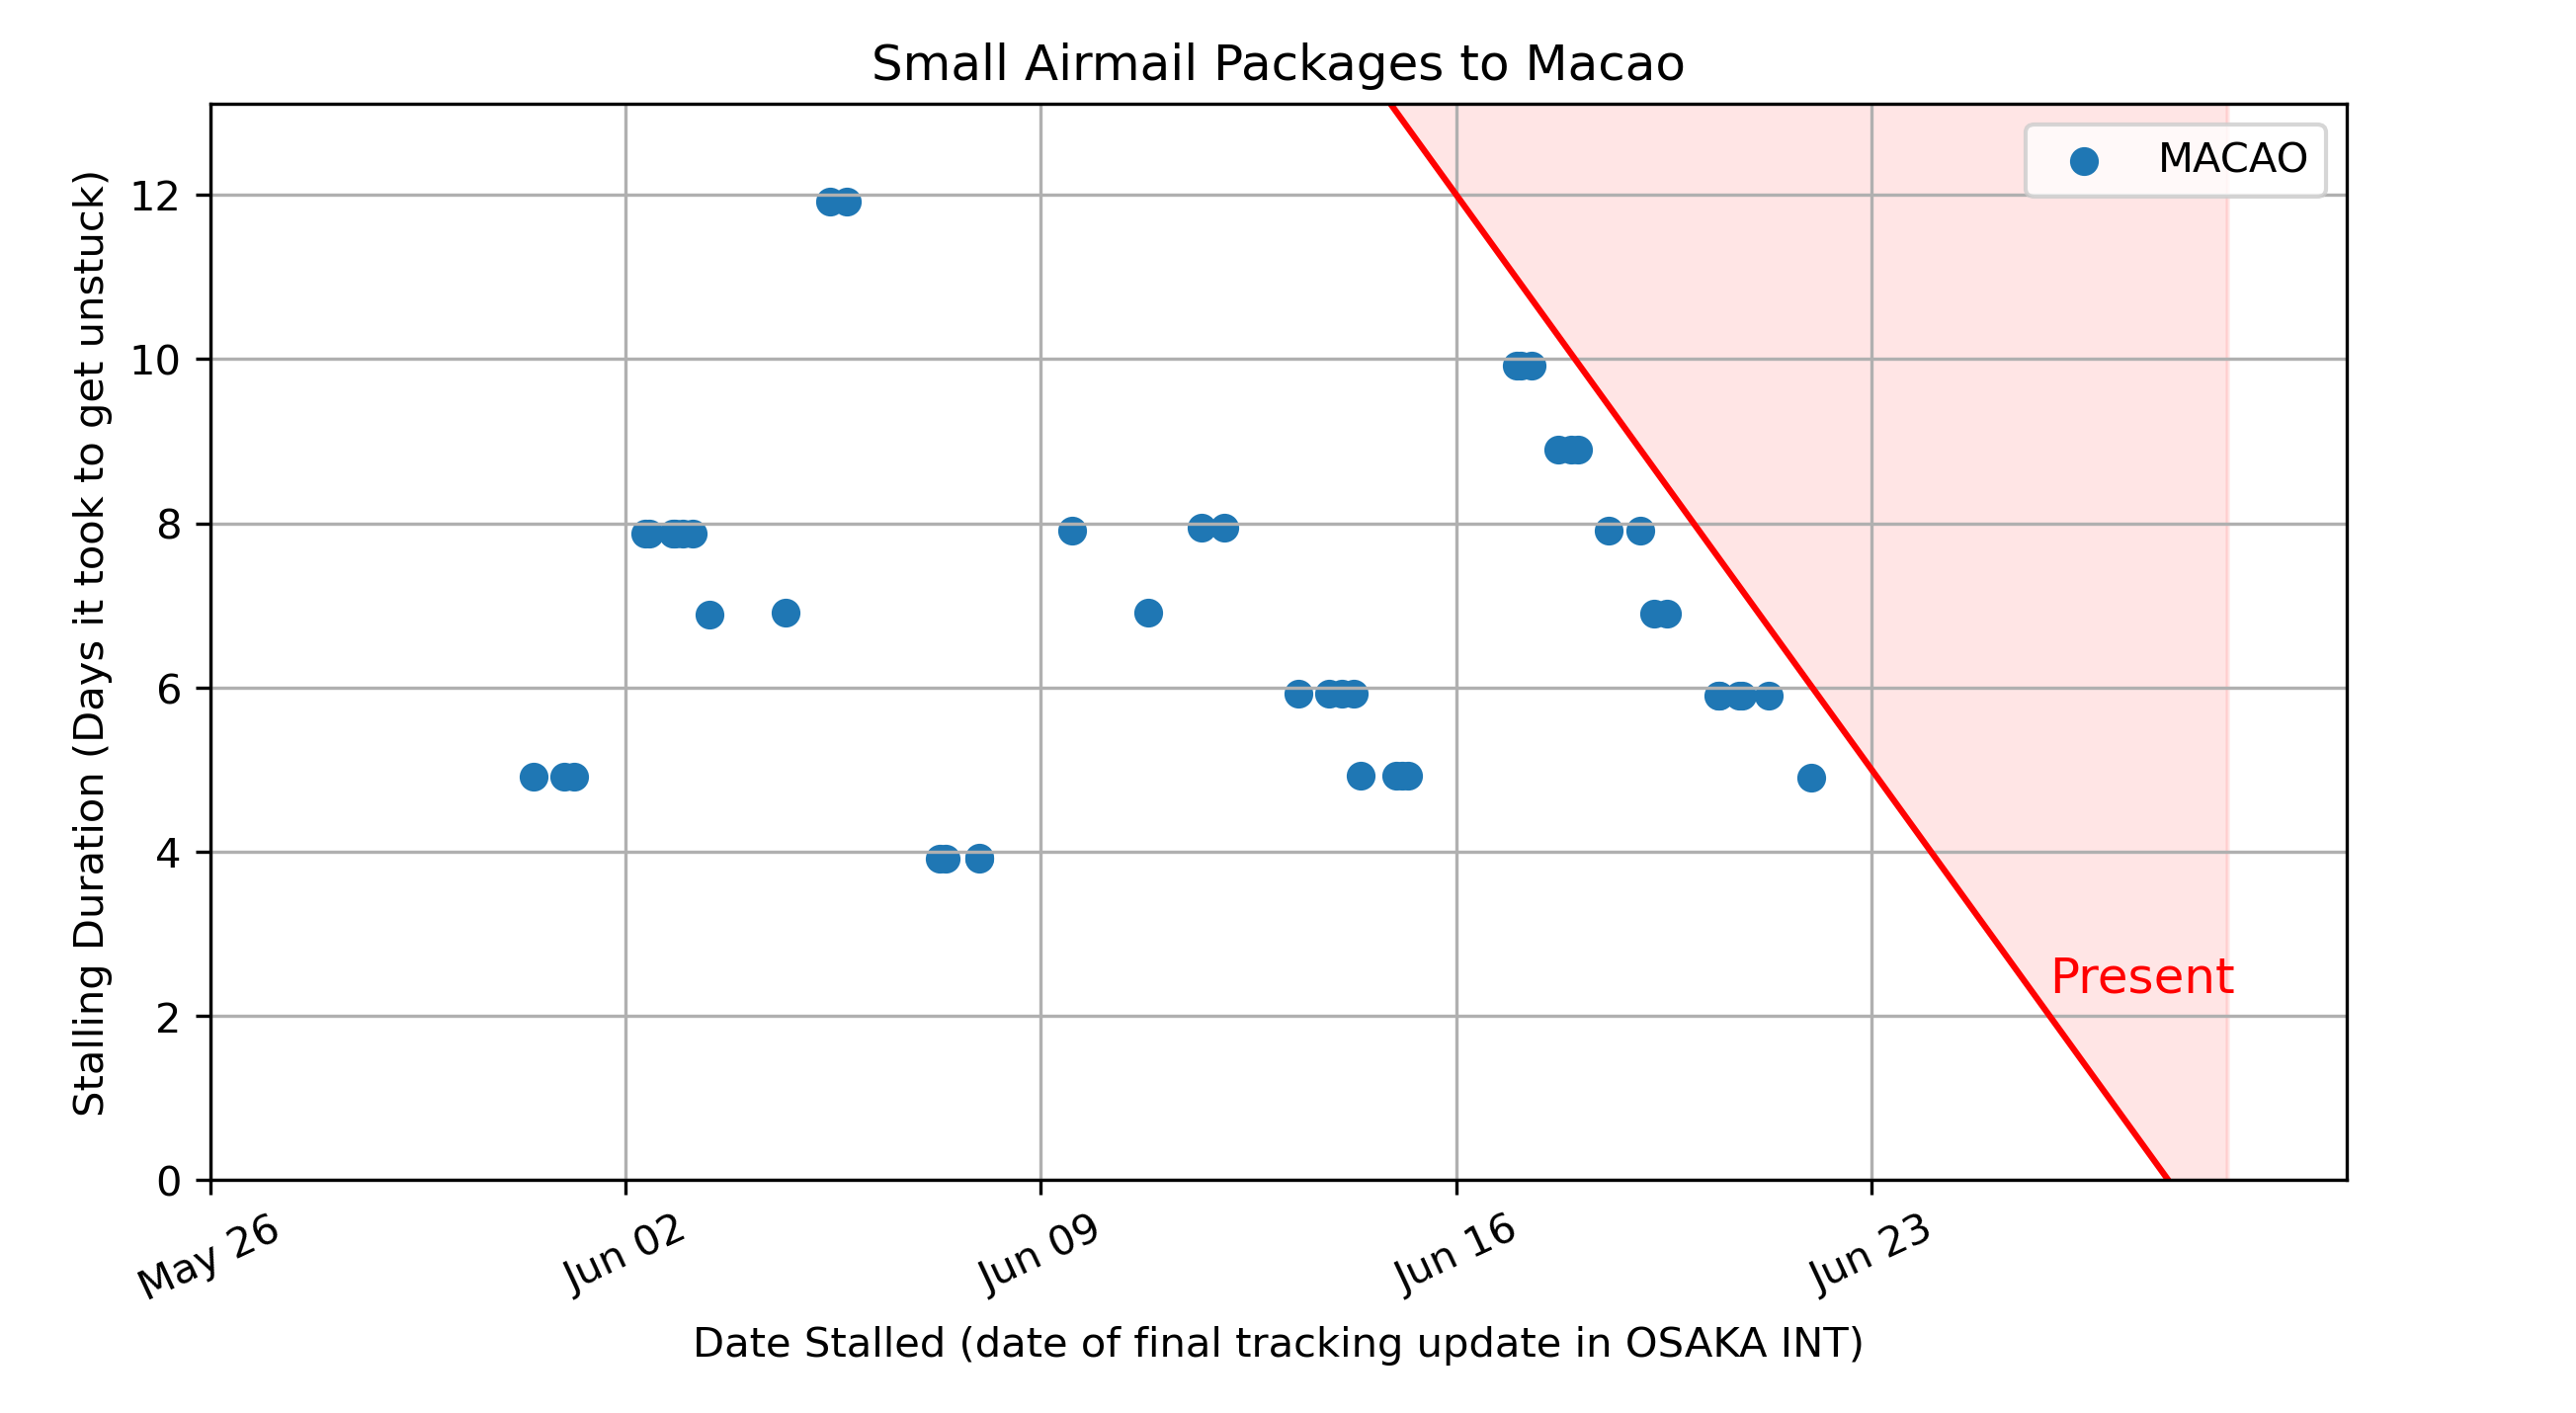 Small Airmail Packages to Macao
MACAO
Stalling Duration (Days it took to get unstuck)
12
10
8
6
4
2
0
Present
May 26
Jun 02
Jun 09
Jun 16
Jun 23
Date Stalled (date of final tracking update in OSAKA INT)